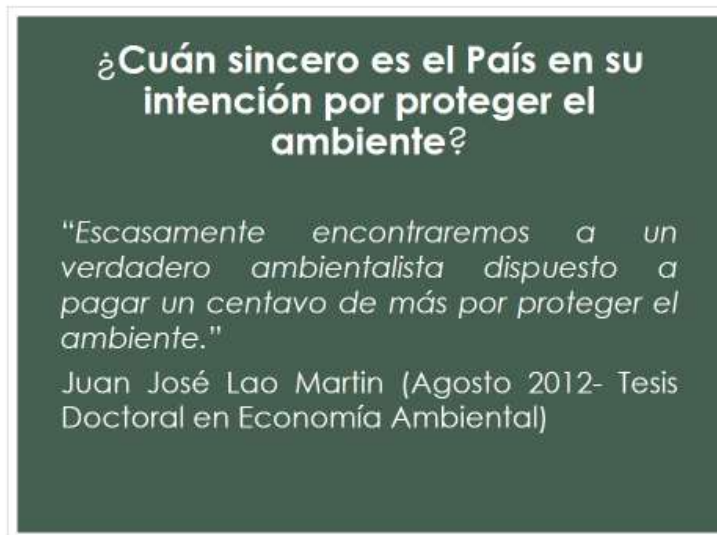 ¿Cuán sincero es el País en su
intención por proteger el
ambiente?
“Escasamente encontraremos a un
verdadero ambientalista dispuesto a
pagar un centavo de más por proteger el
ambiente.”
Juan José Lao Martin (Agosto 2012- Tesis
Doctoral en Economía Ambiental)